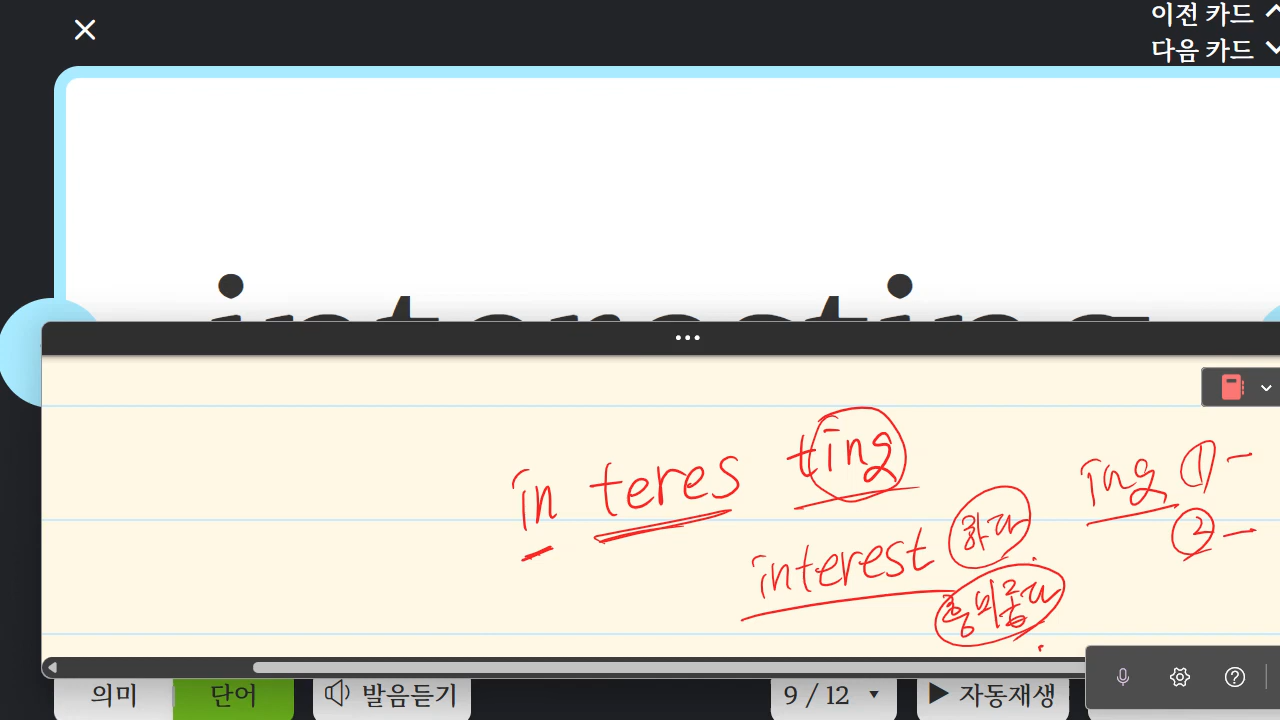 이전 카드
다음 카드
interesting
in teres ting
ing ① -
② -
interest 하다.
흥미롭다.
의미
단어
발음듣기
9 / 12
자동재생